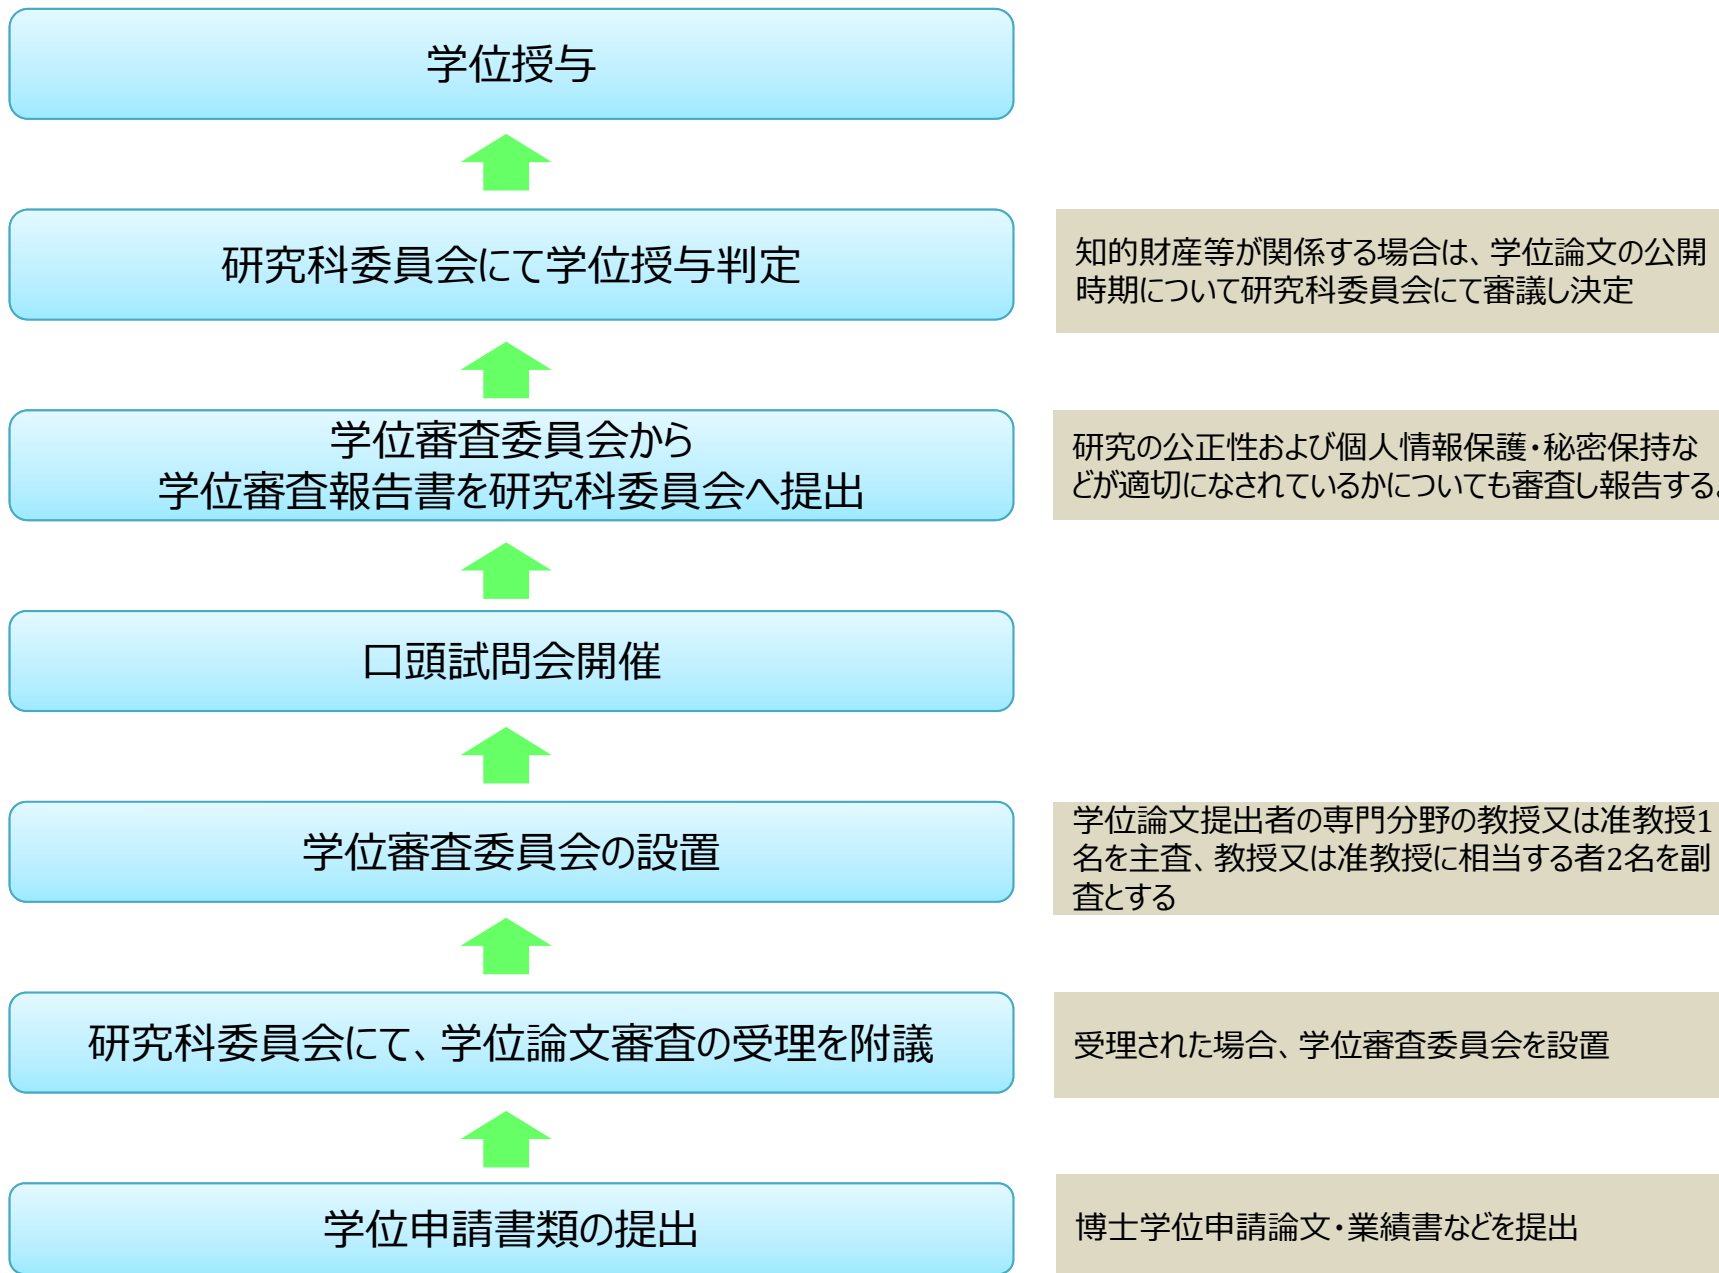 学位授与
研究科委員会にて学位授与判定
知的財産等が関係する場合は、学位論文の公開
時期について研究科委員会にて審議し決定
学位審査委員会から
学位審査報告書を研究科委員会へ提出
研究の公正性および個人情報保護・秘密保持な
どが適切になされているかについても審査し報告する。
口頭試問会開催
学位審査委員会の設置
学位論文提出者の専門分野の教授又は准教授1
名を主査、教授又は准教授に相当する者2名を副
査とする
研究科委員会にて、学位論文審査の受理を附議
受理された場合、学位審査委員会を設置
学位申請書類の提出
博士学位申請論文・業績書などを提出